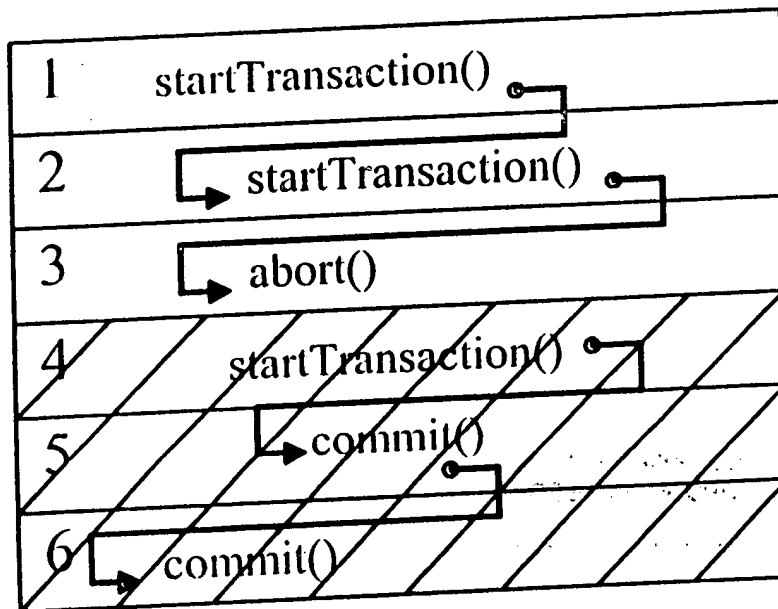 1 startTransaction()
2 startTransaction()
3 abort()
4 startTransaction()
5 commit()
6 commit()